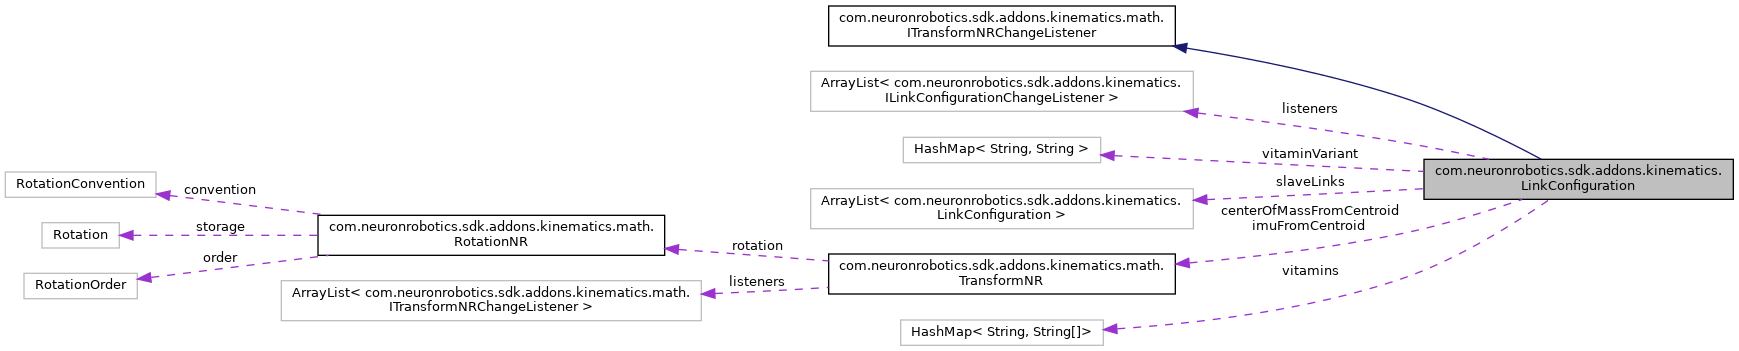 com.neuronrobotics.sdk.addons.kinematics.math.
ITransformNRChangeListener
ArrayList< com.neuronrobotics.sdk.addons.kinematics.
ILinkConfigurationChangeListener >
listeners
HashMap< String, String >
vitaminVariant
com.neuronrobotics.sdk.addons.kinematics.
LinkConfiguration
RotationConvention
convention
slaveLinks
ArrayList< com.neuronrobotics.sdk.addons.kinematics.
LinkConfiguration >
centerOfMassFromCentroid
imuFromCentroid
Rotation
storage
com.neuronrobotics.sdk.addons.kinematics.math.
RotationNR
rotation
order
RotationOrder
com.neuronrobotics.sdk.addons.kinematics.math.
TransformNR
vitamins
listeners
ArrayList< com.neuronrobotics.sdk.addons.kinematics.math.
ITransformNRChangeListener >
HashMap< String, String[]>